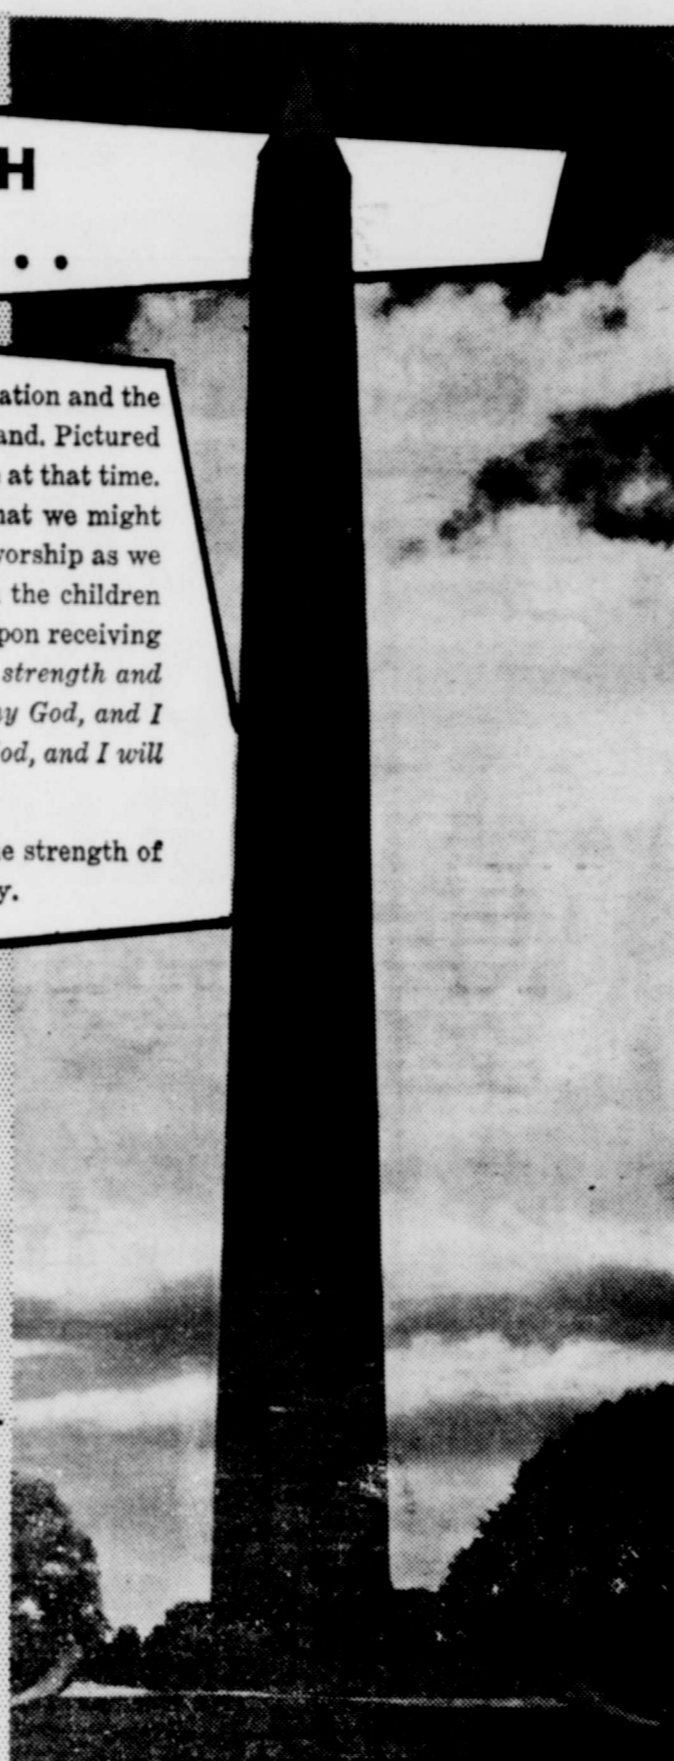 H
. .
ation and the
and. Pictured
at that time.
hat we might
orship as we
the children
pon receiving
strength and
y God, and I
od, and I will
e strength of
y.